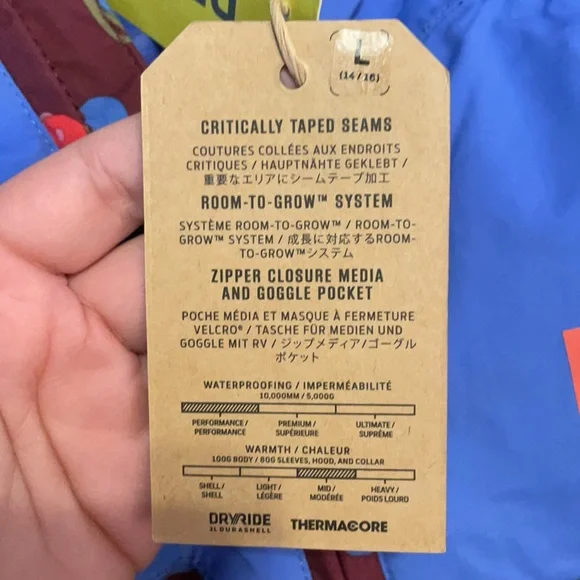 L
(14/16)
CRITICALLY TAPED SEAMS
COUTURES COLLÉES AUX ENDROITS
CRITIQUES / HAUPTNÄHTE GEKLEBT /
重要なエリアにシームテープ加工
ROOM-TO-GROW™ SYSTEM
SYSTÈME ROOM-TO-GROW™ / ROOM-TO-
GROW™ SYSTEM / 成長に対応するROOM-
TO-GROW™システム
ZIPPER CLOSURE MEDIA
AND GOGGLE POCKET
POCHE MÉDIA ET MASQUE À FERMETURE
VELCRO® / TASCHE FÜR MEDIEN UND
GOGGLE MIT RV / ジップメディア/ゴーグル
ポケット
WATERPROOFING / IMPERMÉABILITÉ
10,000MM / 5,000G
PERFORMANCE / PREMIUM / ULTIMATE /
PERFORMANCE SUPÉRIEURE SUPRÊME
WARMTH / CHALEUR
100G BODY / 80G SLEEVES, HOOD, AND COLLAR
SHELL / LIGHT / MID / HEAVY /
SHELL LÉGÈRE MODÉRÉE POIDS LOURD
DRYRIDE THERMACORE
2L DURASHELL